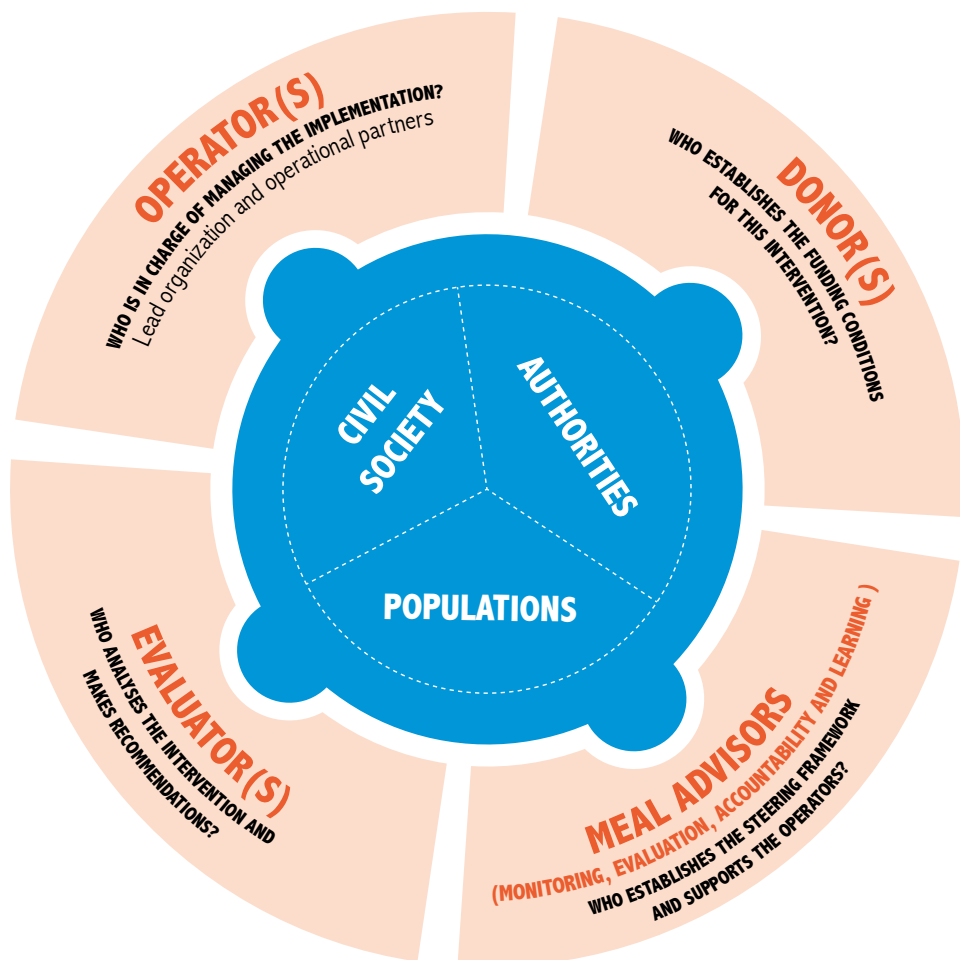 OPERATOR(S)
WHO IS IN CHARGE OF MANAGING THE IMPLEMENTATION?
Lead organization and operational partners
DONOR(S)
WHO ESTABLISHES THE FUNDING CONDITIONS
FOR THIS INTERVENTION?
CIVIL
SOCIETY
AUTHORITIES
POPULATIONS
EVALUATOR(S)
WHO ANALYSES THE INTERVENTION AND
MAKES RECOMMENDATIONS?
MEAL ADVISORS
(MONITORING, EVALUATION, ACCOUNTABILITY AND LEARNING )
WHO ESTABLISHES THE STEERING FRAMEWORK
AND SUPPORTS THE OPERATORS?